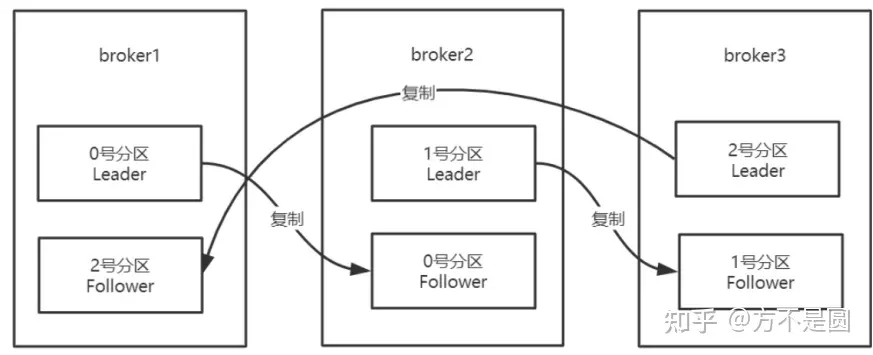 broker1
0号分区
Leader
2号分区
Follower
复制
broker2
复制
1号分区
Leader
0号分区
Follower
复制
broker3
2号分区
Leader
1号分区
Follower
知乎 @方不是圆